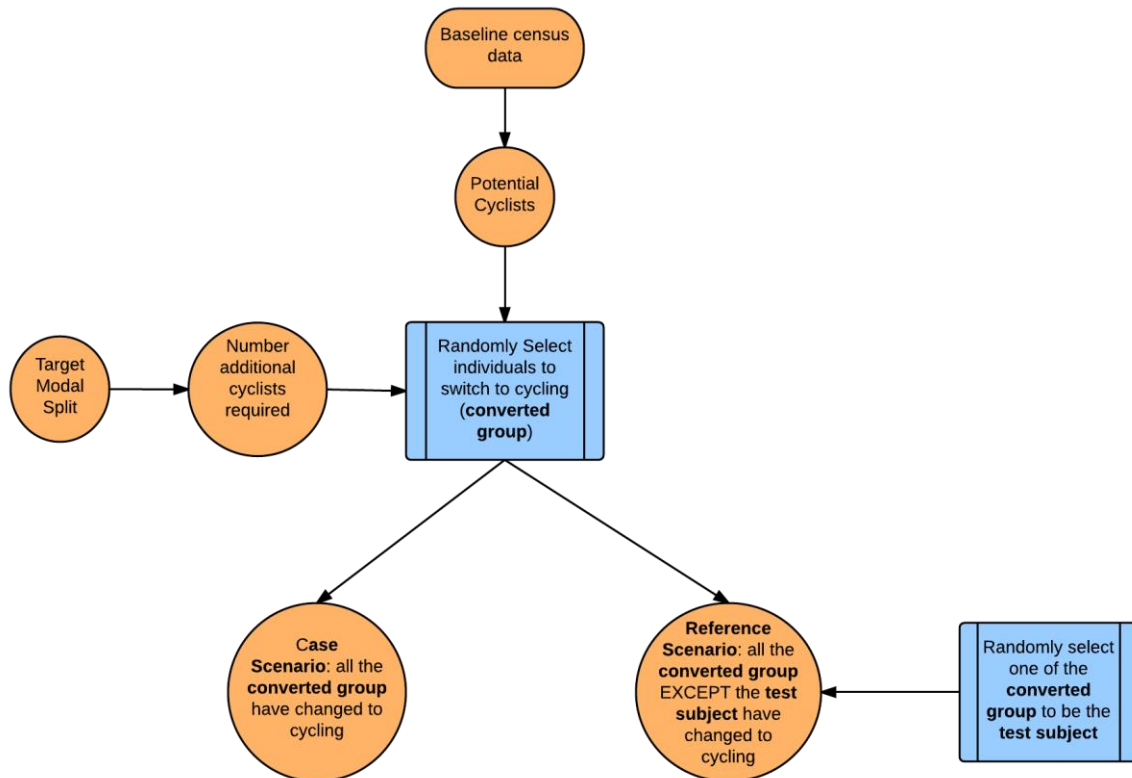 Baseline census
data
Potential
Cyclists
Target
Modal
Split
Number
additional
cyclists
required
Randomly Select
individuals to
switch to cycling
(converted
group)
Case
Scenario: all the
converted group
have changed to
cycling
Reference
Scenario: all the
converted group
EXCEPT the test
subject have
changed to
cycling
Randomly select
one of the
converted
group to be the
test subject